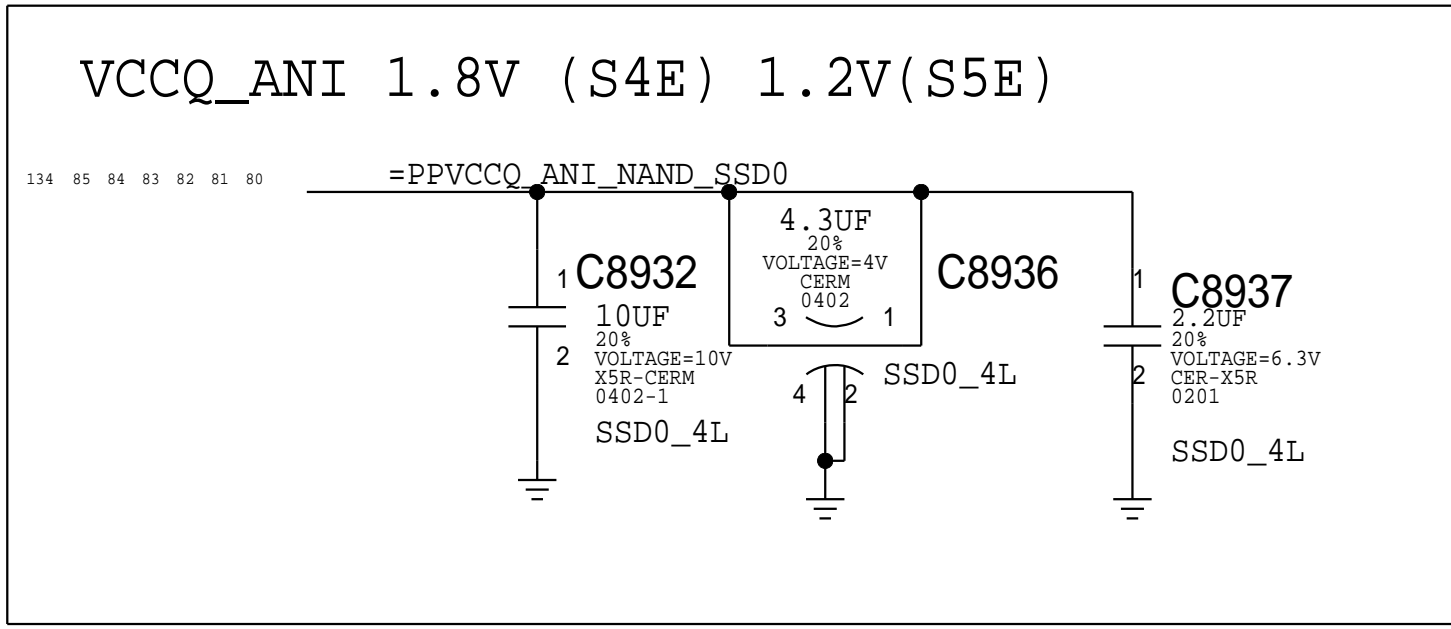 VCCQ_ANI 1.8V (S4E) 1.2V(S5E)
134 85 84 83 82 81 80
=PPVCCQ_ANI_NAND_SSD0
1
C8932
10UF
2
20%
VOLTAGE=10V
X5R-CERM
0402-1
SSD0_4L
4.3UF
20%
VOLTAGE=4V
CERM
0402
3 1
C8936
4 2
SSD0_4L
1
C8937
2.2UF
20%
VOLTAGE=6.3V
2
CER-X5R
0201
SSD0_4L